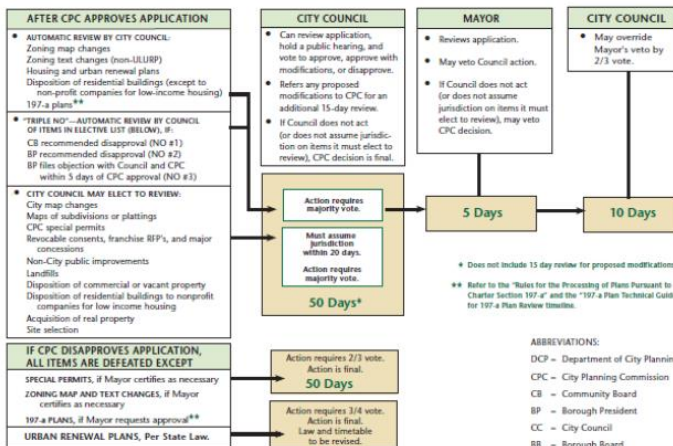 AFTER CPC APPROVES APPLICATION
• AUTOMATIC REVIEW BY CITY COUNCIL:
Zoning map changes
Zoning text changes (non-ULURP)
Housing and urban renewal plans
Disposition of residential buildings (except to
non-profit companies for low-income housing)
197-a plans**
• "TRIPLE NO"—AUTOMATIC REVIEW BY COUNCIL
OF ITEMS IN ELECTIVE LIST (BELOW), IF:
CB recommended disapproval (NO #1)
BP recommended disapproval (NO #2)
BP files objection with Council and CPC
within 5 days of CPC approval (NO #3)
• CITY COUNCIL MAY ELECT TO REVIEW:
City map changes
Maps of subdivisions or plattings
CPC special permits
Revocable consents, franchise RFP's, and major
concessions
Non-City public improvements
Landfills
Disposition of commercial or vacant property
Disposition of residential buildings to nonprofit
companies for low income housing
Acquisition of real property
Site selection
IF CPC DISAPPROVES APPLICATION,
ALL ITEMS ARE DEFEATED EXCEPT
SPECIAL PERMITS, if Mayor certifies as necessary
ZONING MAP AND TEXT CHANGES, if Mayor
certifies as necessary
197-a PLANS, if Mayor requests approval**
URBAN RENEWAL PLANS, Per State Law.
CITY COUNCIL
• Can review application,
hold a public hearing, and
vote to approve, approve with
modifications, or disapprove.
• Refers any proposed
modifications to CPC for an
additional 15-day review.
• If Council does not act
(or does not assume jurisdic-
tion on items it must elect to
review), CPC decision is final.
Action requires
majority vote.
Must assume
jurisdiction
within 20 days.
Action requires
majority vote.
50 Days*
Action requires 2/3 vote.
Action is final.
50 Days
Action requires 3/4 vote.
Action is final.
Law and timetable
to be revised.
MAYOR
• Reviews application.
• May veto Council action.
• If Council does not act
(or does not assume
jurisdiction on items it must
elect to review), may veto
CPC decision.
5 Days
CITY COUNCIL
• May override
Mayor's veto by
2/3 vote.
10 Days
* Does not include 15 day review for proposed modifications
** Refer to the "Rules for the Processing of Plans Pursuant to
Charter Section 197-a" and the "197-a Plan Technical Guide
for 197-a Plan Review timeline.
ABBREVIATIONS:
DCP – Department of City Plannin
CPC – City Planning Commission
CB – Community Board
BP – Borough President
CC – City Council
BB – Borough Board